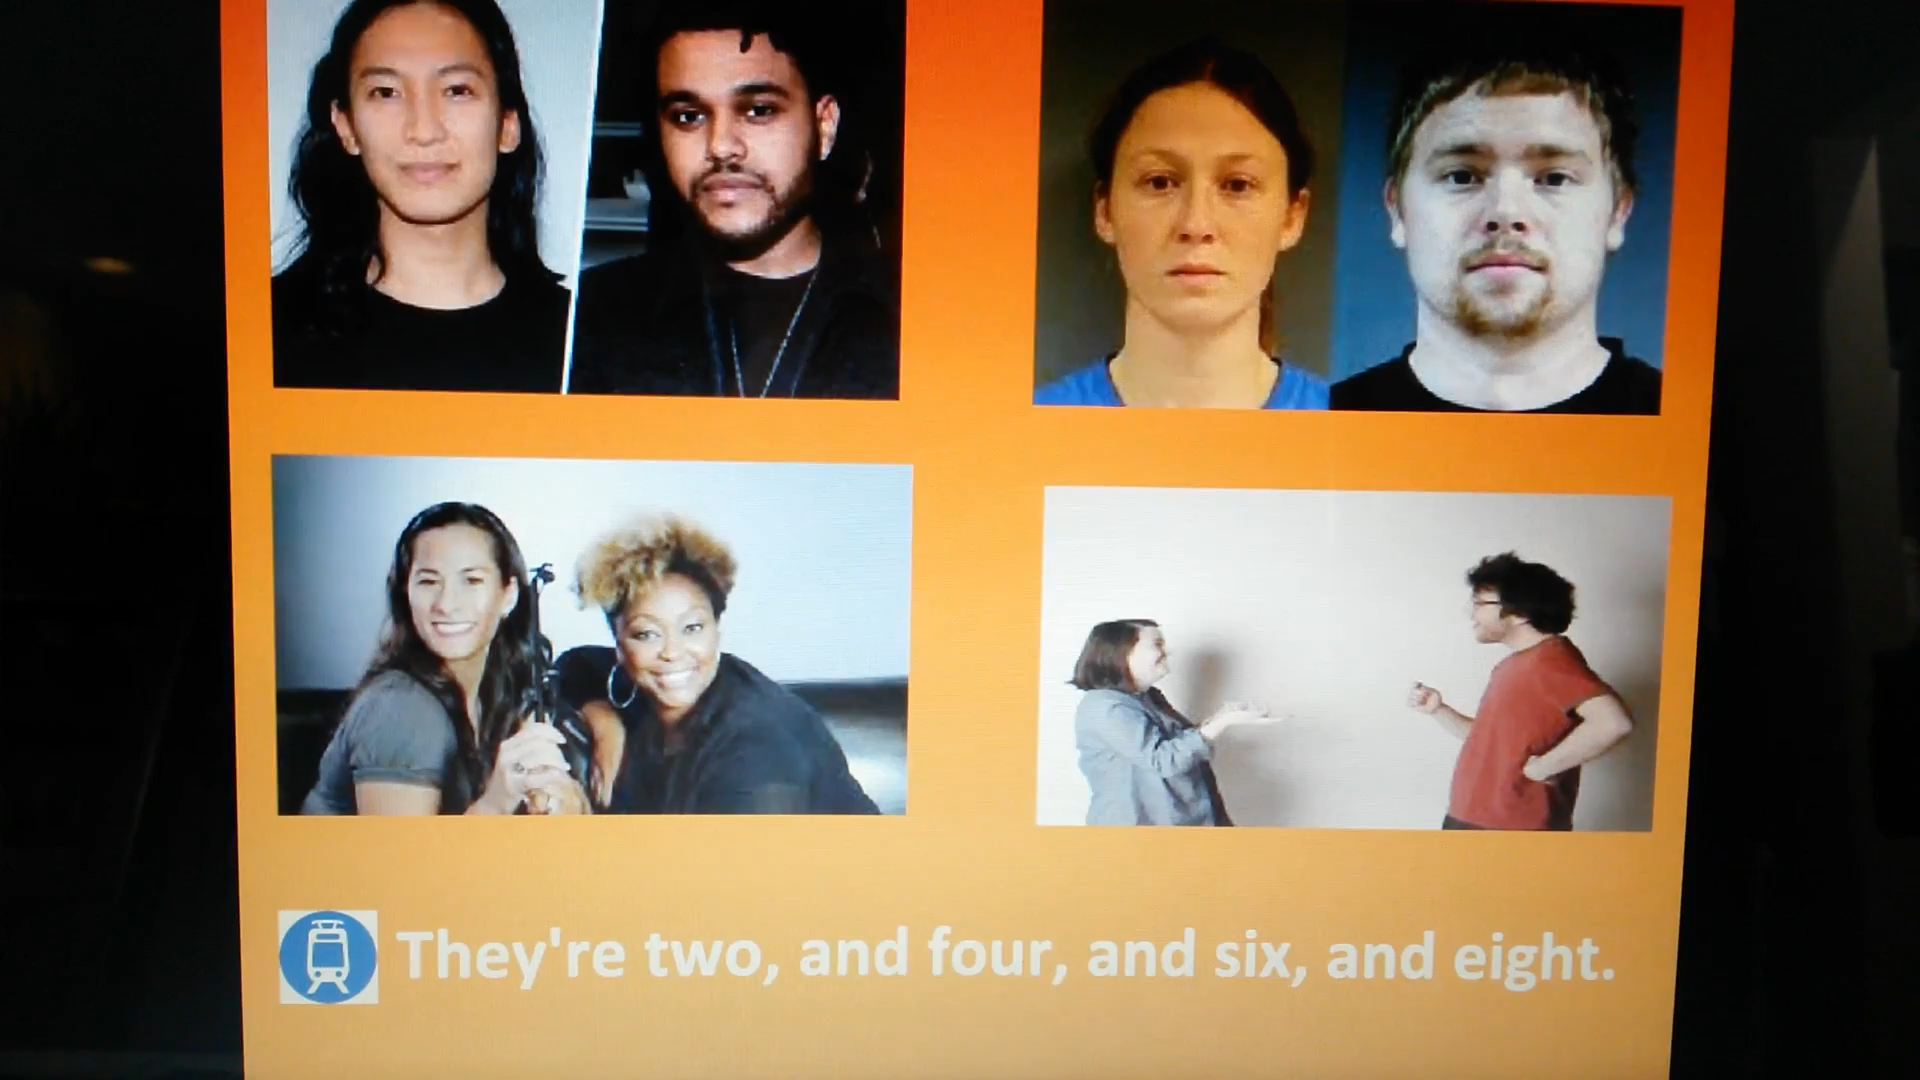 They're two, and four, and six, and eight.